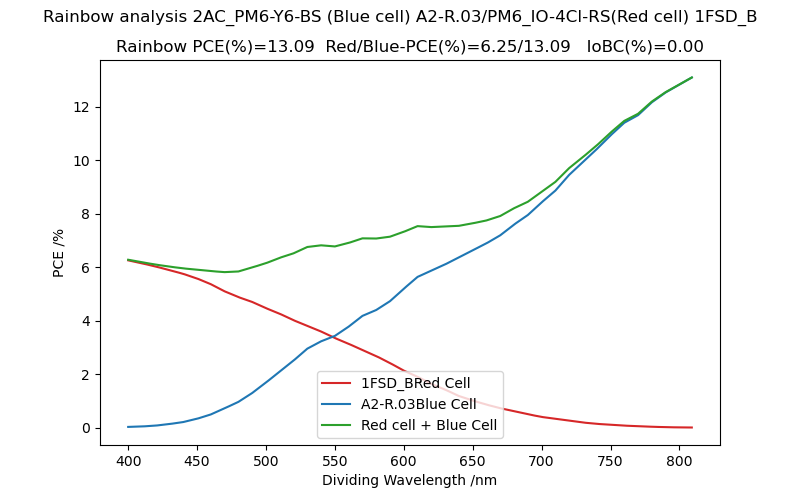 Rainbow analysis 2AC_PM6-Y6-BS (Blue cell) A2-R.03/PM6_IO-4Cl-RS(Red cell) 1FSD_B
Rainbow PCE(%)=13.09  Red/Blue-PCE(%)=6.25/13.09   IoBC(%)=0.00
PCE /%
12
10
8
6
4
2
0
1FSD_BRed Cell
A2-R.03Blue Cell
Red cell + Blue Cell
400 450 500 550 600 650 700 750 800
Dividing Wavelength /nm